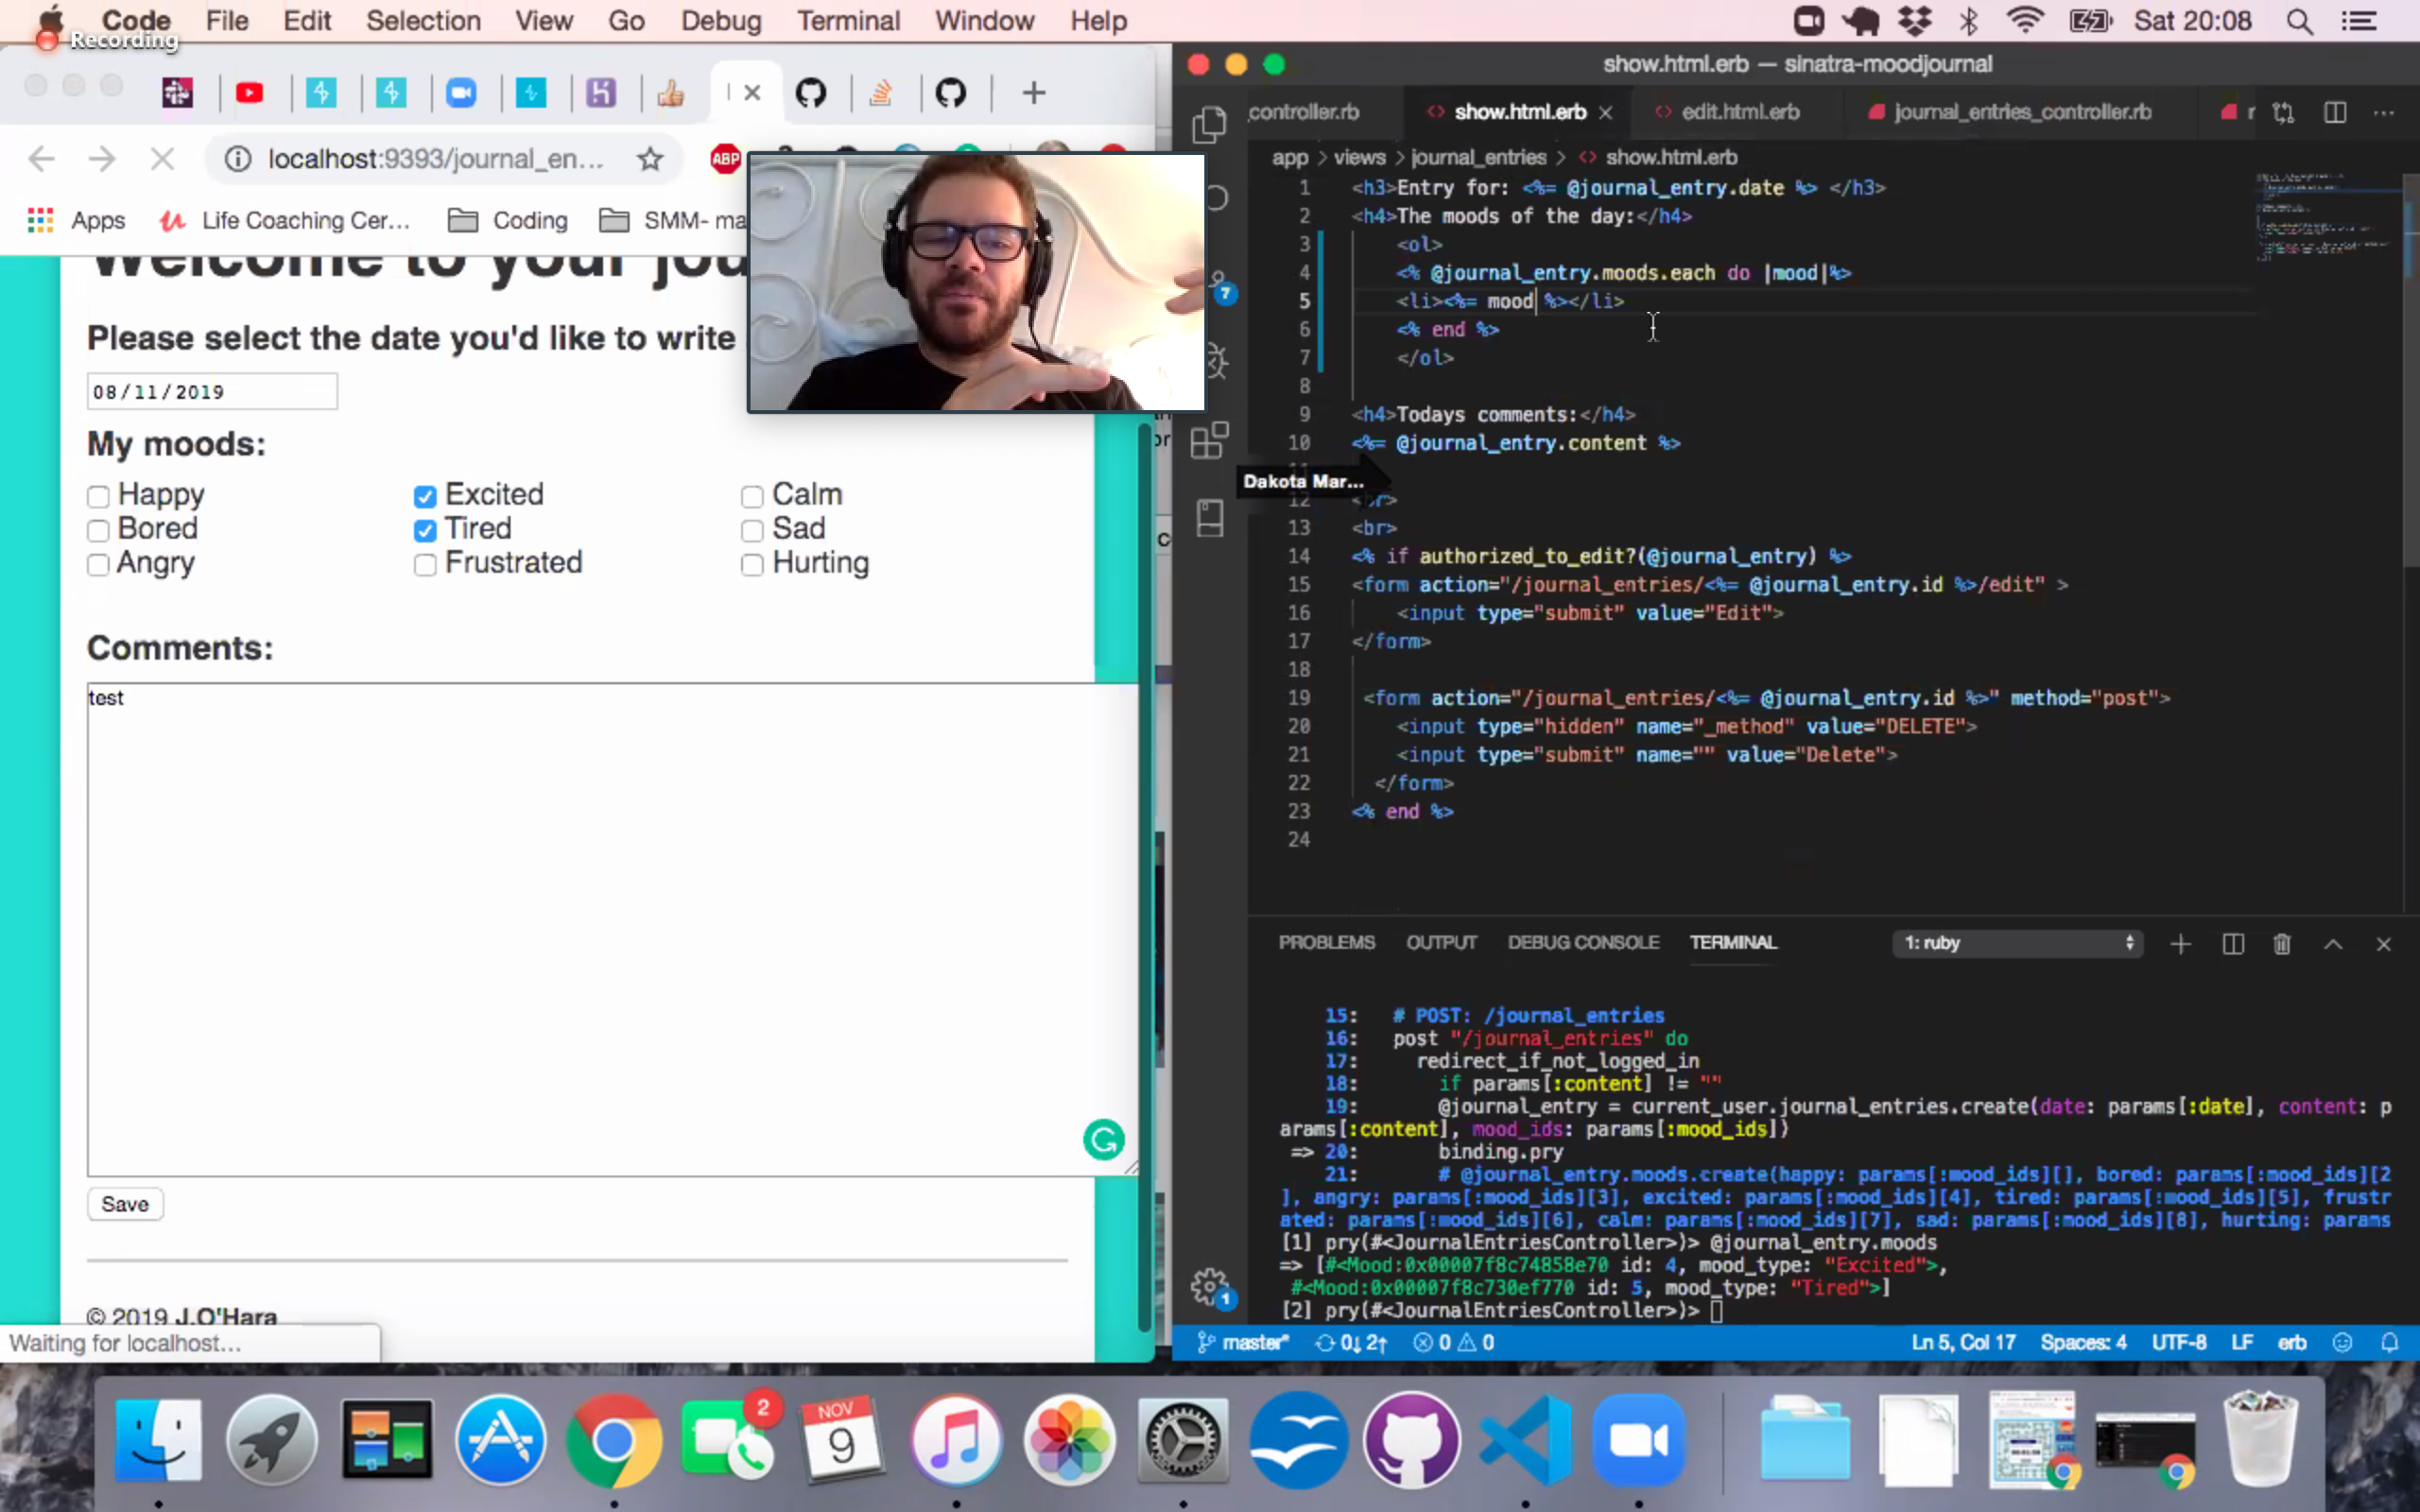 Code File Edit Selection View Go Debug Terminal Window Help
Sat 20:08
Recording
localhost:9393/journal_en...
ABP
Apps Life Coaching Cer... Coding SMM- ma
Welcome to your jou
Please select the date you'd like to write
08/11/2019
My moods:
Happy Excited Calm
Bored Tired Sad
Angry Frustrated Hurting
Comments:
test
Save
© 2019 J.O'Hara
Waiting for localhost...
show.html.erb — sinatra-moodjournal
controller.rb show.html.erb edit.html.erb journal_entries_controller.rb r
app > views > journal_entries > <> show.html.erb
7
1 <h3>Entry for: <%= @journal_entry.date %> </h3>
2 <h4>The moods of the day:</h4>
3 <ol>
4 <% @journal_entry.moods.each do |mood|%>
5 <li><%= mood %></li>
6 <% end %>
7 </ol>
8
9 <h4>Todays comments:</h4>
10 <%= @journal_entry.content %>
Dakota Mar...
12 <br>
13 <br>
14 <% if authorized_to_edit?(@journal_entry) %>
15 <form action="/journal_entries/<%= @journal_entry.id %>/edit" >
16 <input type="submit" value="Edit">
17 </form>
18
19 <form action="/journal_entries/<%= @journal_entry.id %>" method="post">
20 <input type="hidden" name="_method" value="DELETE">
21 <input type="submit" name="" value="Delete">
22 </form>
23 <% end %>
24
PROBLEMS OUTPUT DEBUG CONSOLE TERMINAL 1: ruby
15: # POST: /journal_entries
16: post "/journal_entries" do
17: redirect_if_not_logged_in
18: if params[:content] != ""
19: @journal_entry = current_user.journal_entries.create(date: params[:date], content: p
arams[:content], mood_ids: params[:mood_ids])
=> 20: binding.pry
21: # @journal_entry.moods.create(happy: params[:mood_ids][], bored: params[:mood_ids][2
], angry: params[:mood_ids][3], excited: params[:mood_ids][4], tired: params[:mood_ids][5], frustr
ated: params[:mood_ids][6], calm: params[:mood_ids][7], sad: params[:mood_ids][8], hurting: params
[1] pry(#<JournalEntriesController>)> @journal_entry.moods
=> [#<Mood:0x00007f8c74858e70 id: 4, mood_type: "Excited">,
#<Mood:0x00007f8c730ef770 id: 5, mood_type: "Tired">]
[2] pry(#<JournalEntriesController>)>
1
master* 0↓ 2↑ 0 0 Ln 5, Col 17 Spaces: 4 UTF-8 LF erb
2
NOV
9